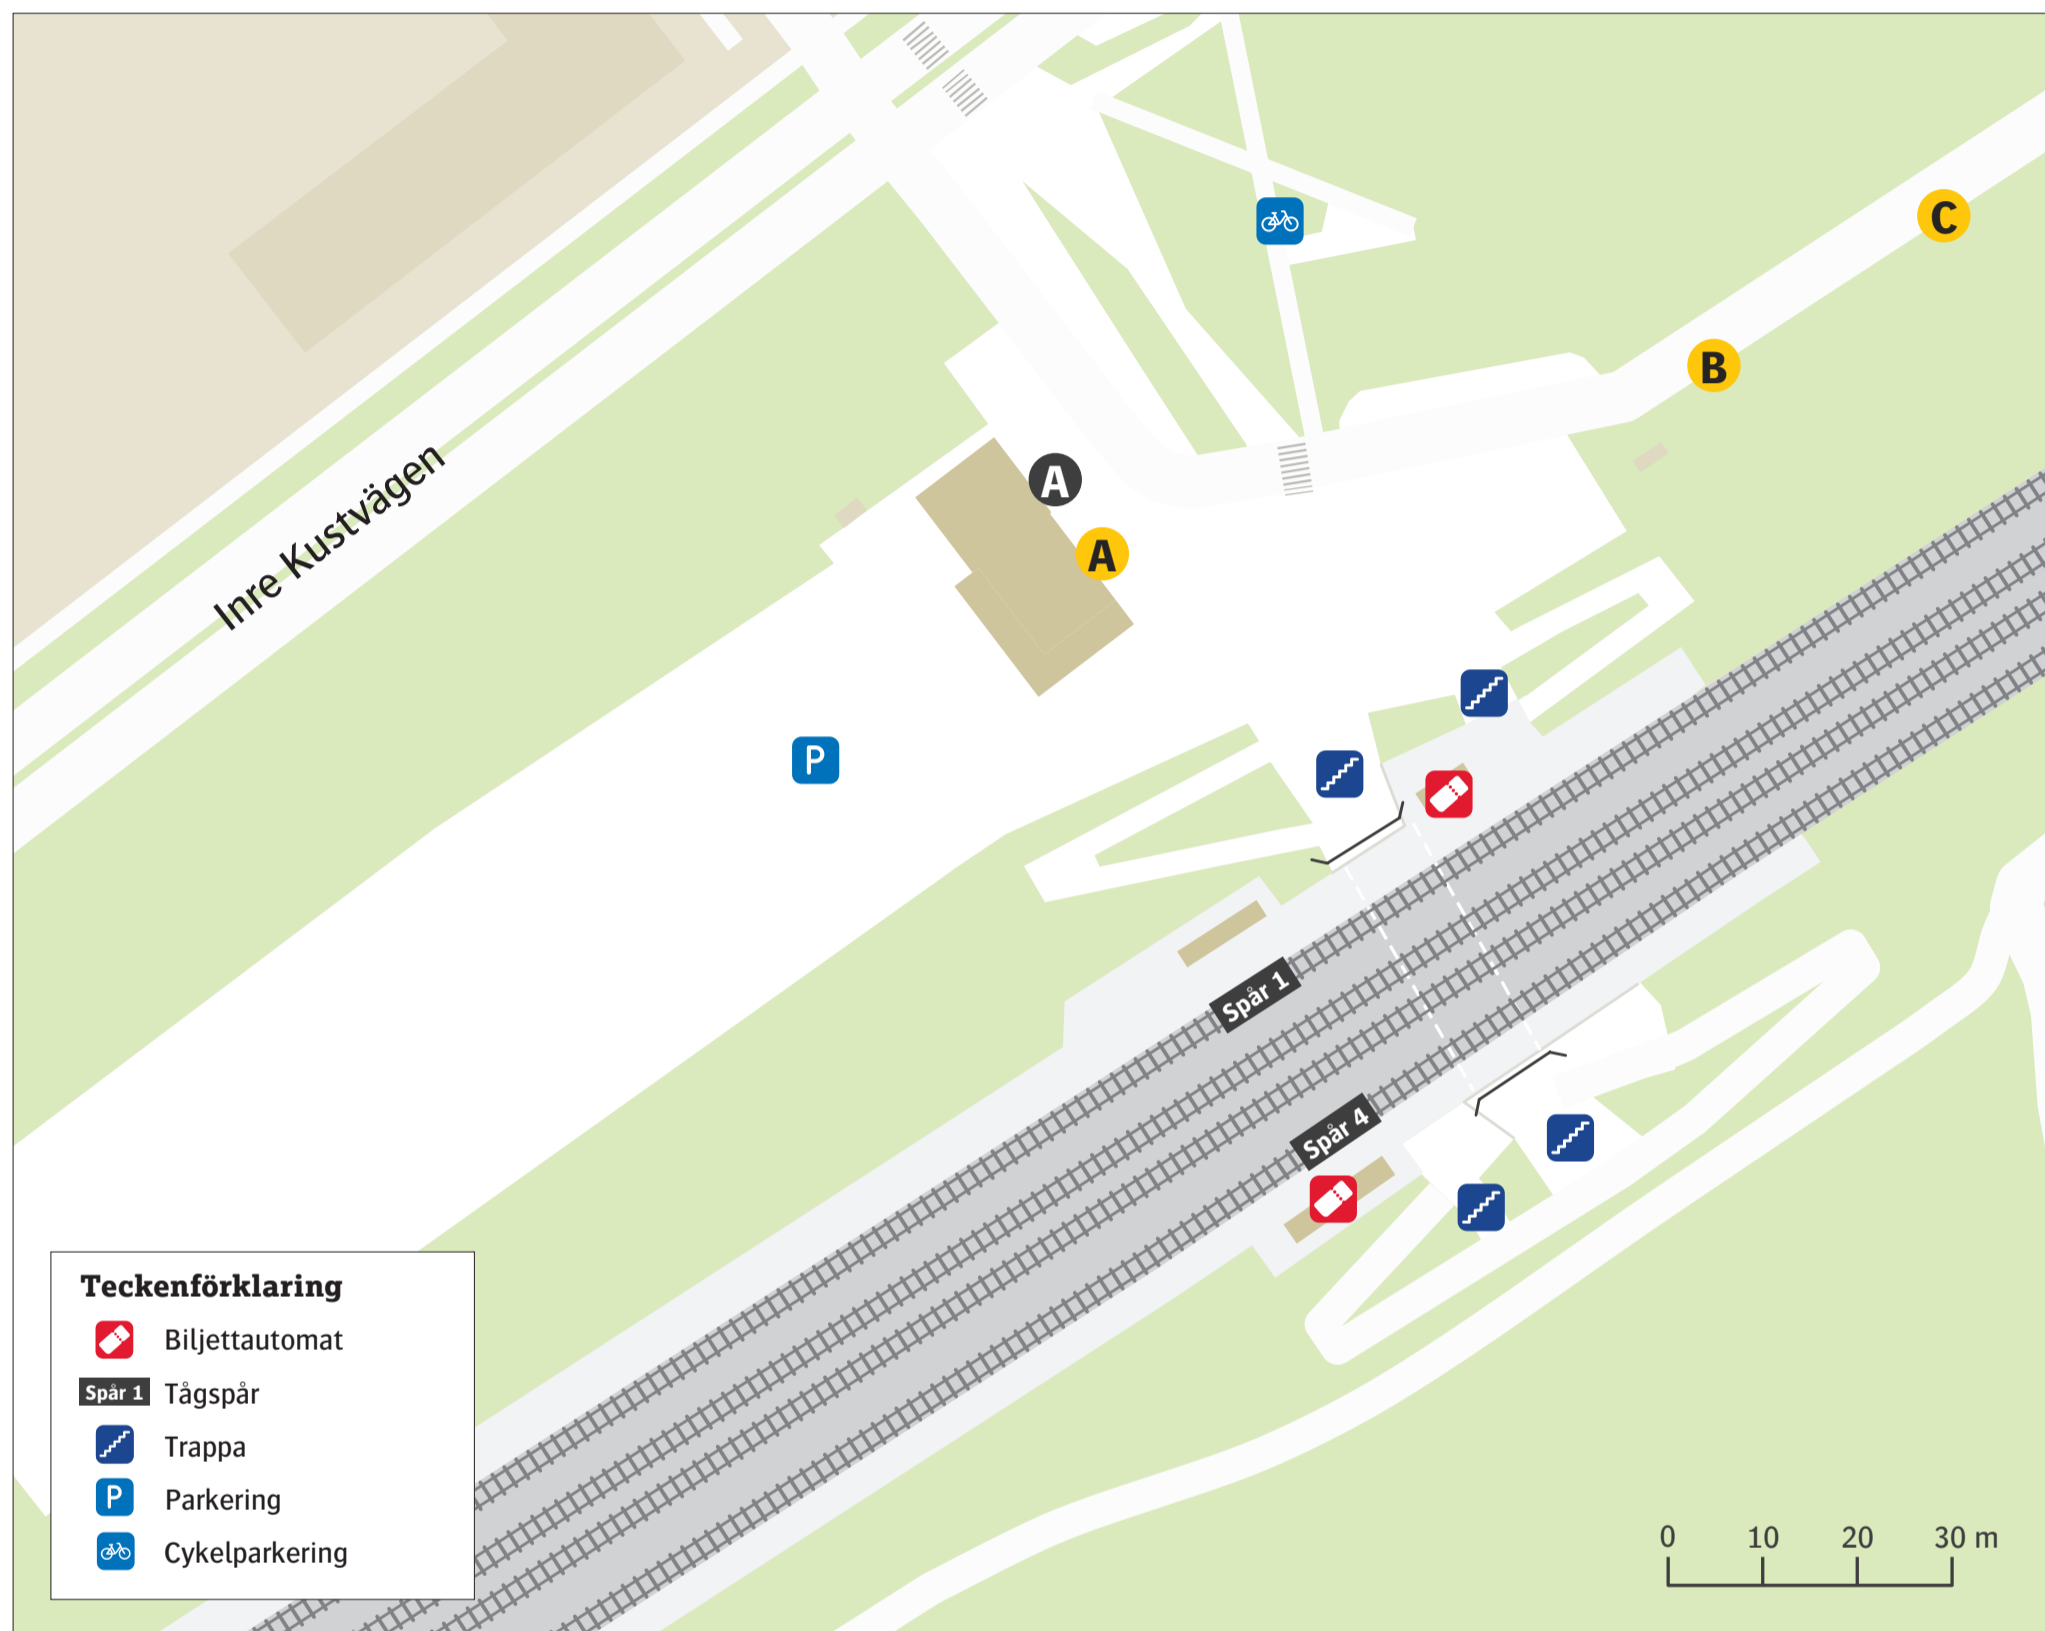 C
B
Inre Kustvägen
A
A
P
Spår 1
Spår 4
Teckenförklaring
Biljettautomat
Spår 1 Tågspår
Trappa
P Parkering
Cykelparkering
0 10 20 30 m